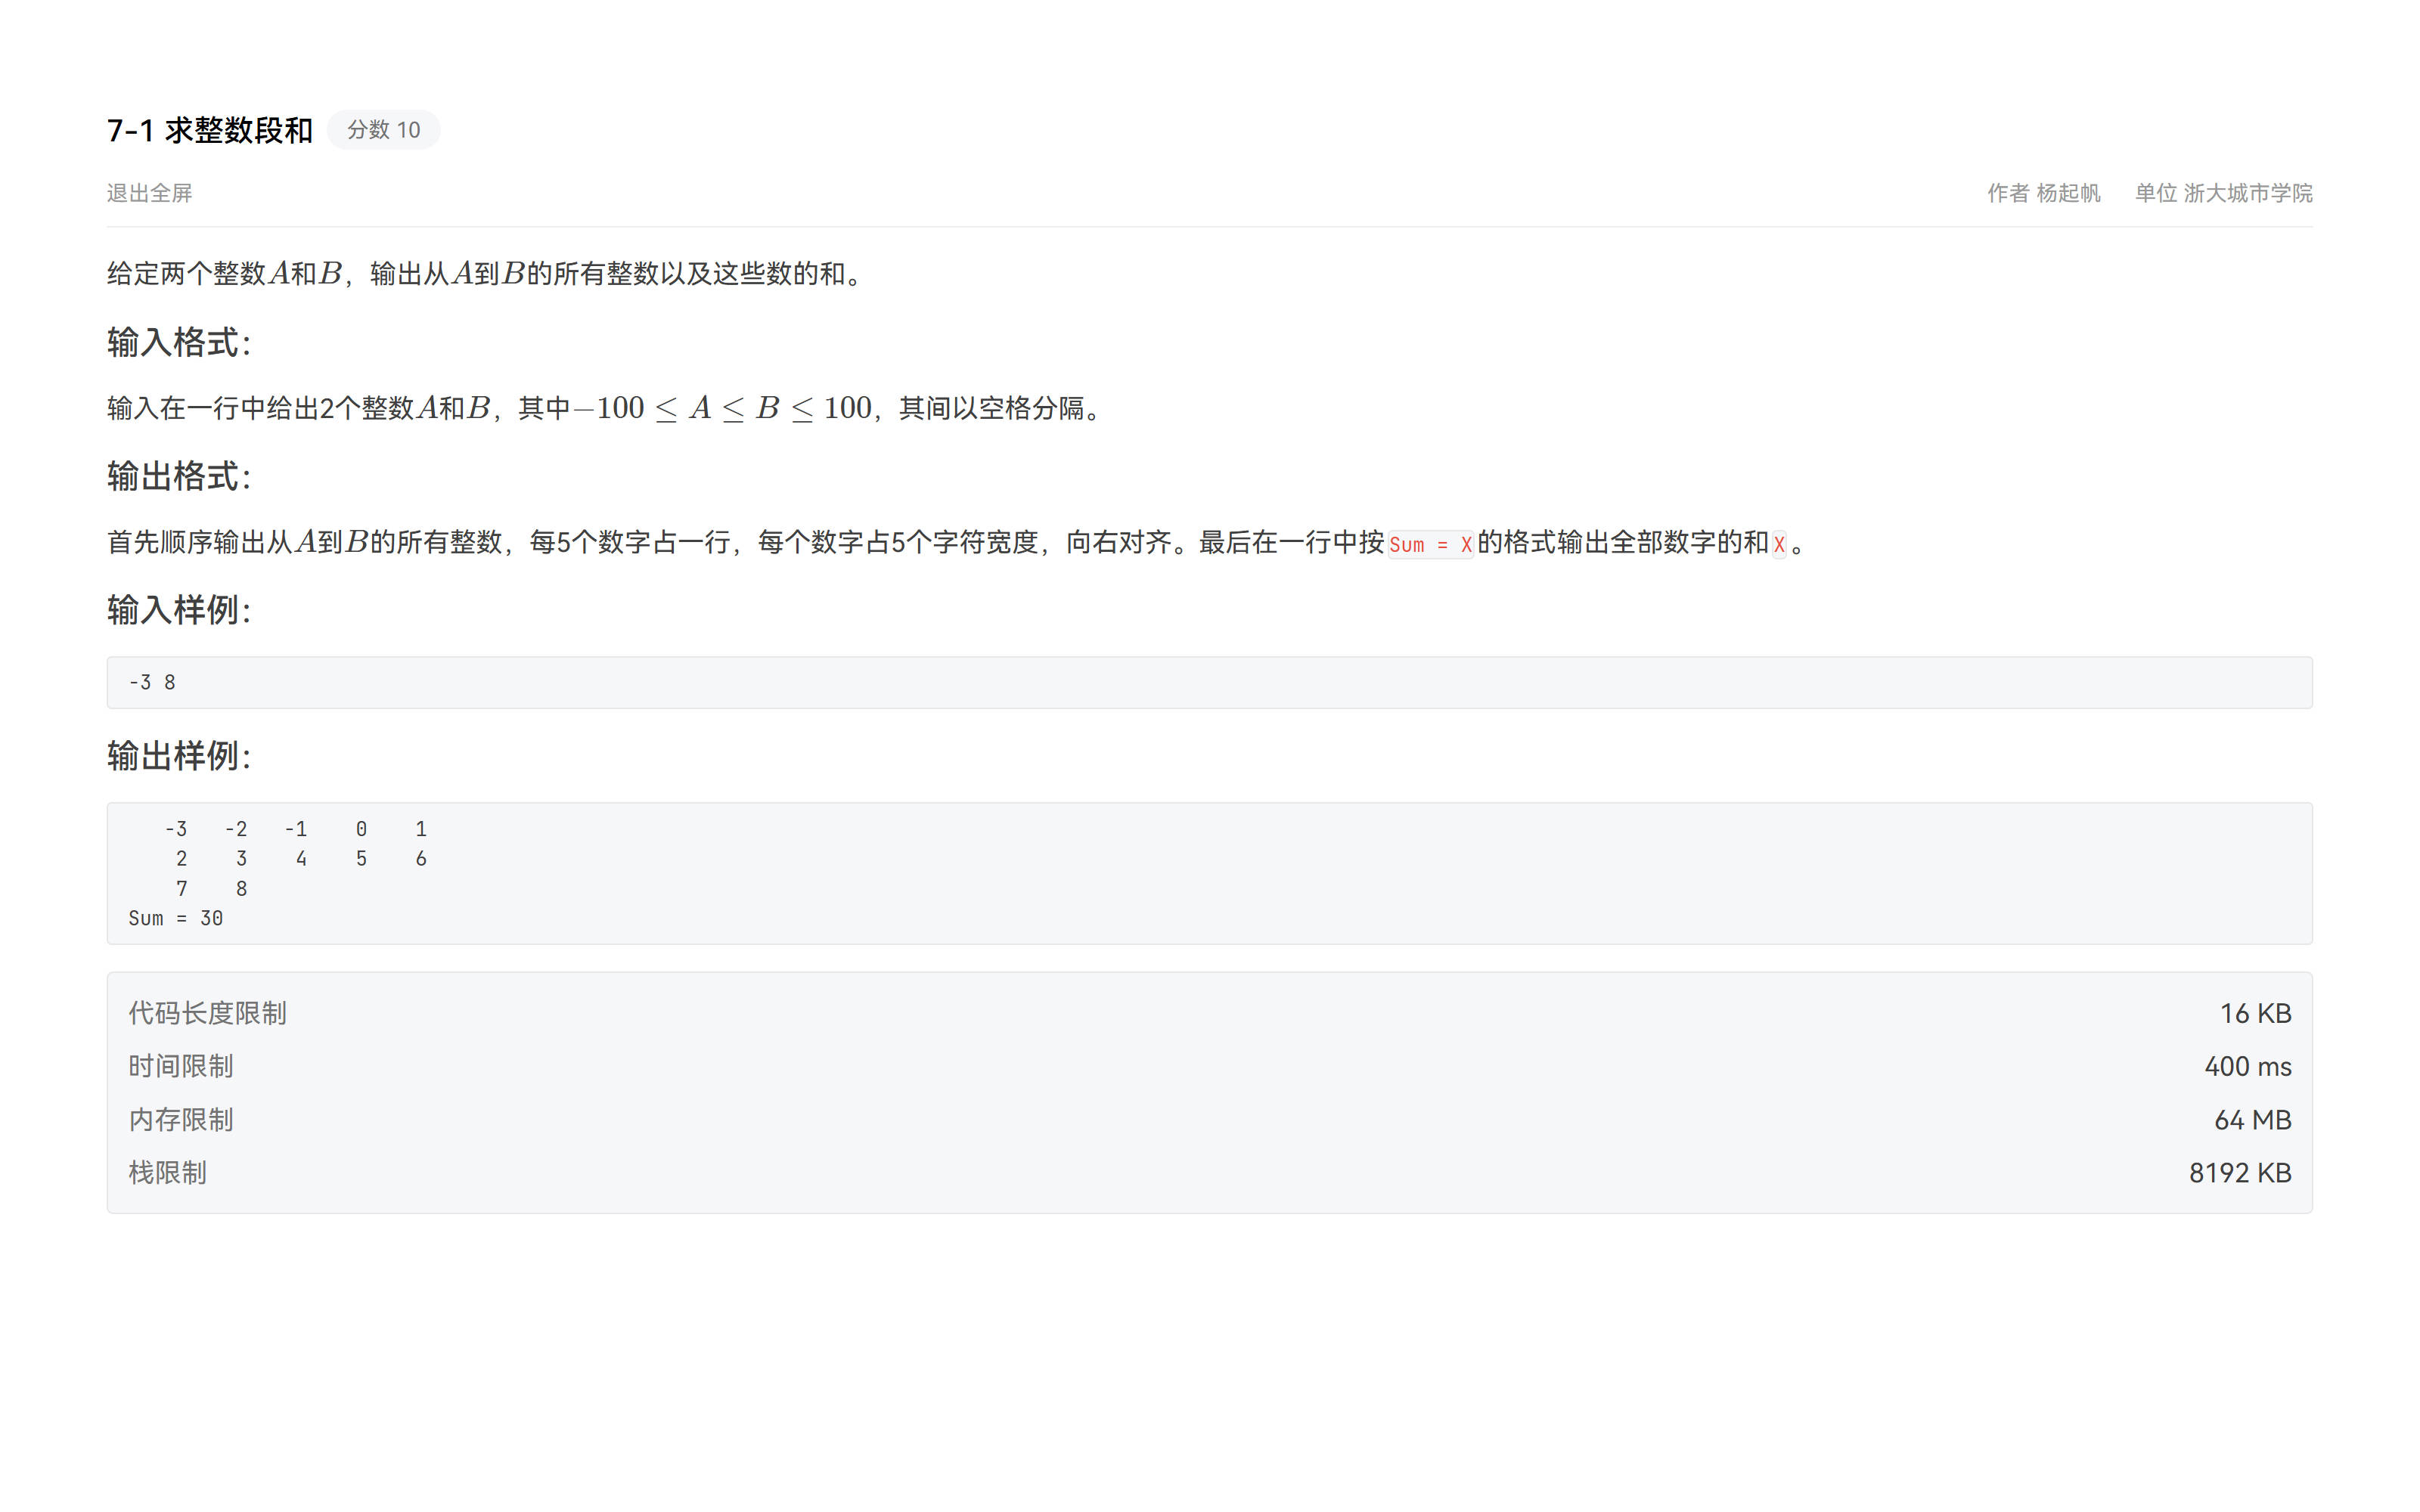 7-1 求整数段和 分数 10
退出全屏 作者 杨起帆 单位 浙大城市学院
给定两个整数A和B，输出从A到B的所有整数以及这些数的和。
输入格式：
输入在一行中给出2个整数A和B，其中−100 ≤ A ≤ B ≤ 100，其间以空格分隔。
输出格式：
首先顺序输出从A到B的所有整数，每5个数字占一行，每个数字占5个字符宽度，向右对齐。最后在一行中按Sum = X的格式输出全部数字的和X。
输入样例：
-3 8
输出样例：
   -3   -2   -1    0    1
    2    3    4    5    6
    7    8
Sum = 30
代码长度限制 16 KB
时间限制 400 ms
内存限制 64 MB
栈限制 8192 KB